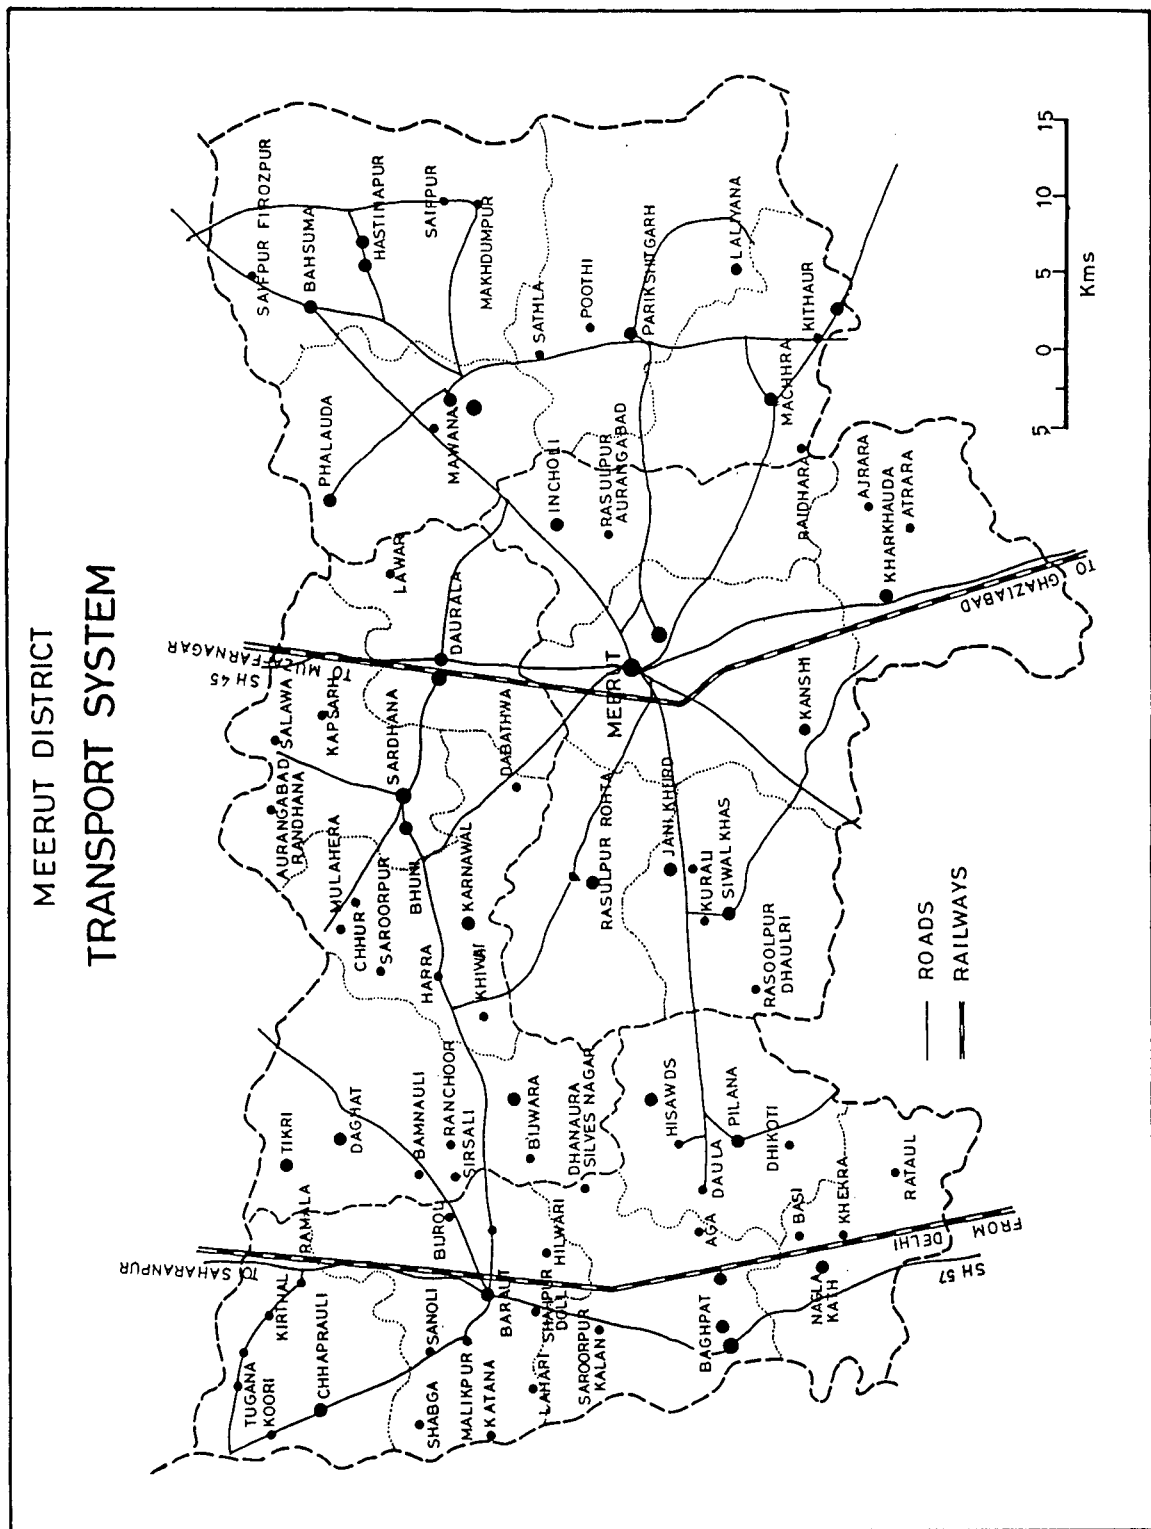 MEERUT DISTRICT
TRANSPORT SYSTEM
SH 45
TO MUZAFFARNAGAR
TO SAHARANPUR
TIKRI
DAGHAT
RAMALA
KIRTHAL
TUGANA
KOORI
CHHAPRAULI
BAMNAULI
RANCHOOR
SIRSALI
BUROLI
SANOLI
SHABGA
MALIKPUR
KATANA
BARAUT
BIJWARA
DHANAURA
SILVES NAGAR
HILWARI
SHAHPUR
DOLL
LAHARI
SAROORPUR
KALAN
HISAWDS
PILANA
DAULA
DHIKOTI
AGA
BASI
KHEKRA
RATAUL
BAGHPAT
NAGLA
KATH
SH 57
FROM
DELHI
AURANGABAD
RANDHANA
SALAWA
KAPSARH
MULAHERA
CHHUR
SAROORPUR
SARDHANA
BHUNI
HARRA
KARNAWAL
KHIWAI
DABATHWA
DAURALA
LAWAR
MEERUT
RASULPUR ROHTA
JANI KHURD
KURALI
SIWAL KHAS
RASOOLPUR
DHAULRI
KANSHI
SAIFPUR FIROZPUR
BAHSUMA
HASTINAPUR
SAIFPUR
MAKHDUMPUR
PHALAUDA
MAWANA
SATHLA
POOTHI
INCHOLI
RASULPUR
AURANGABAD
PARIKSHITGARH
LALIYANA
KITHAUR
MACHHRA
RAIDHARA
AJRARA
KHARKHAUDA
ATRARA
TO GHAZIABAD
ROADS
RAILWAYS
5 0 5 10 15
Kms